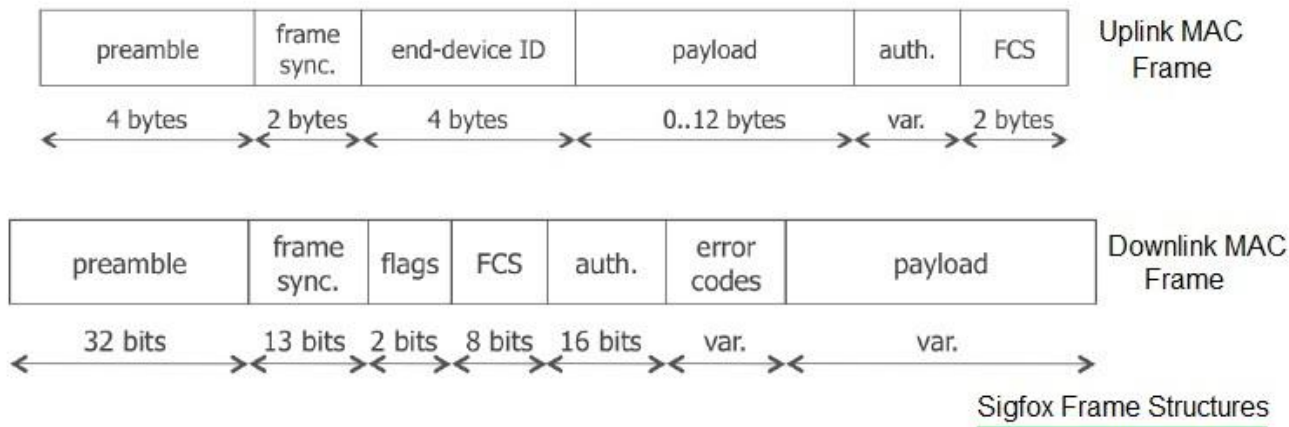 preamble
frame
sync.
end-device ID
payload
auth.
FCS
Uplink MAC
Frame
4 bytes
2 bytes
4 bytes
0..12 bytes
var.
2 bytes
preamble
frame
sync.
flags
FCS
auth.
error
codes
payload
Downlink MAC
Frame
32 bits
13 bits
2 bits
8 bits
16 bits
var.
var.
Sigfox Frame Structures